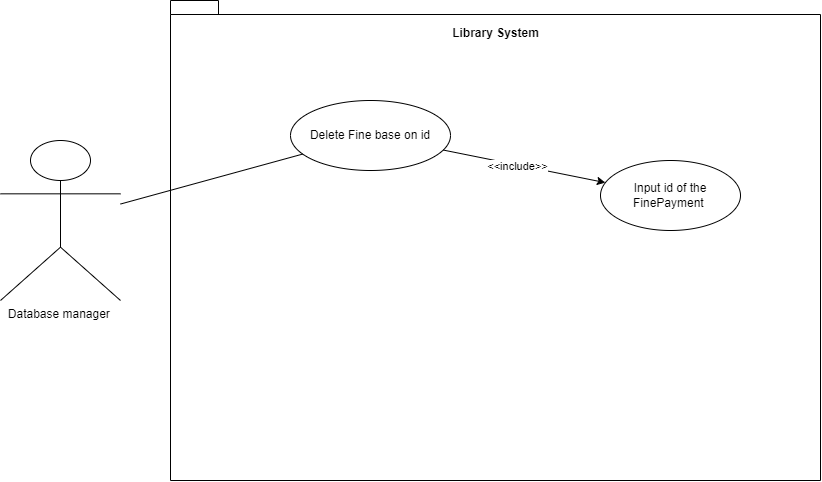 Library System
Delete Fine base on id
<<include>>
Input id of the
FinePayment
Database manager